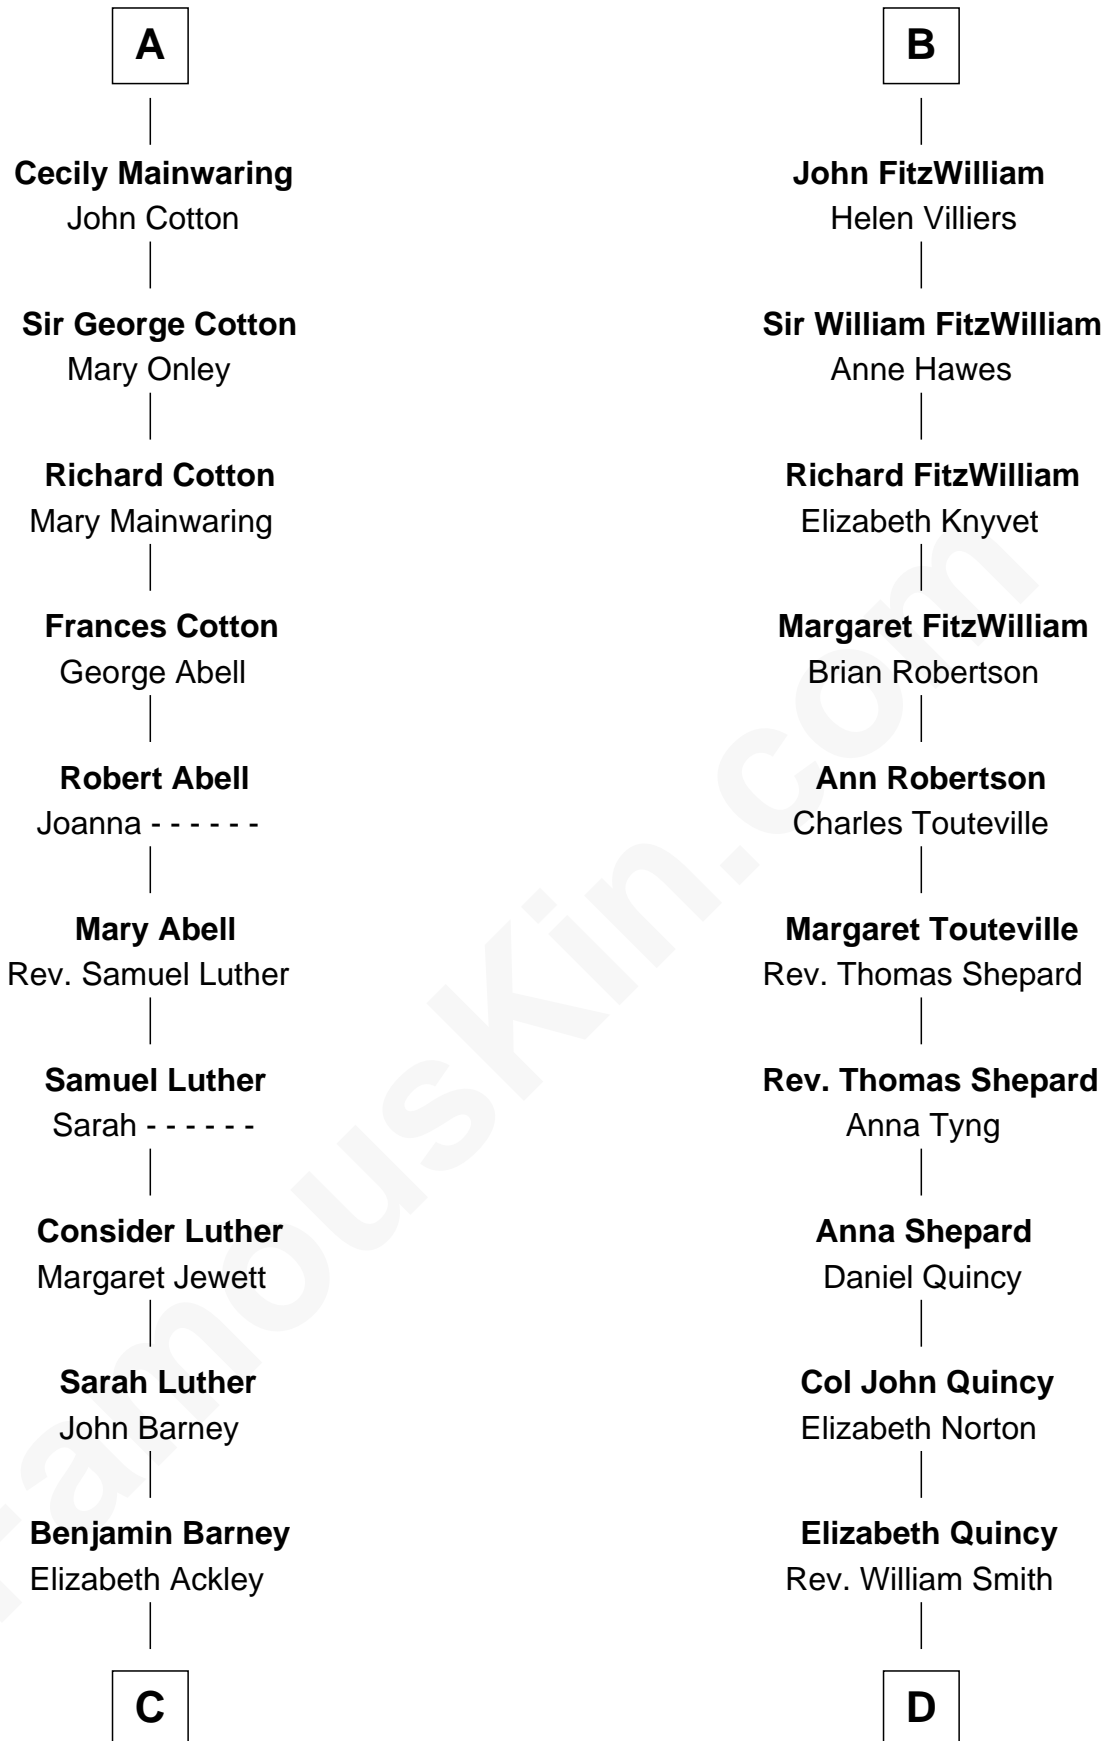 A
Cecily Mainwaring
John Cotton
Sir George Cotton
Mary Onley
Richard Cotton
Mary Mainwaring
Frances Cotton
George Abell
Robert Abell
Joanna - - - - - -
Mary Abell
Rev. Samuel Luther
Samuel Luther
Sarah - - - - - -
Consider Luther
Margaret Jewett
Sarah Luther
John Barney
Benjamin Barney
Elizabeth Ackley
C
B
John FitzWilliam
Helen Villiers
Sir William FitzWilliam
Anne Hawes
Richard FitzWilliam
Elizabeth Knyvet
Margaret FitzWilliam
Brian Robertson
Ann Robertson
Charles Touteville
Margaret Touteville
Rev. Thomas Shepard
Rev. Thomas Shepard
Anna Tyng
Anna Shepard
Daniel Quincy
Col John Quincy
Elizabeth Norton
Elizabeth Quincy
Rev. William Smith
D
FamousKin.com